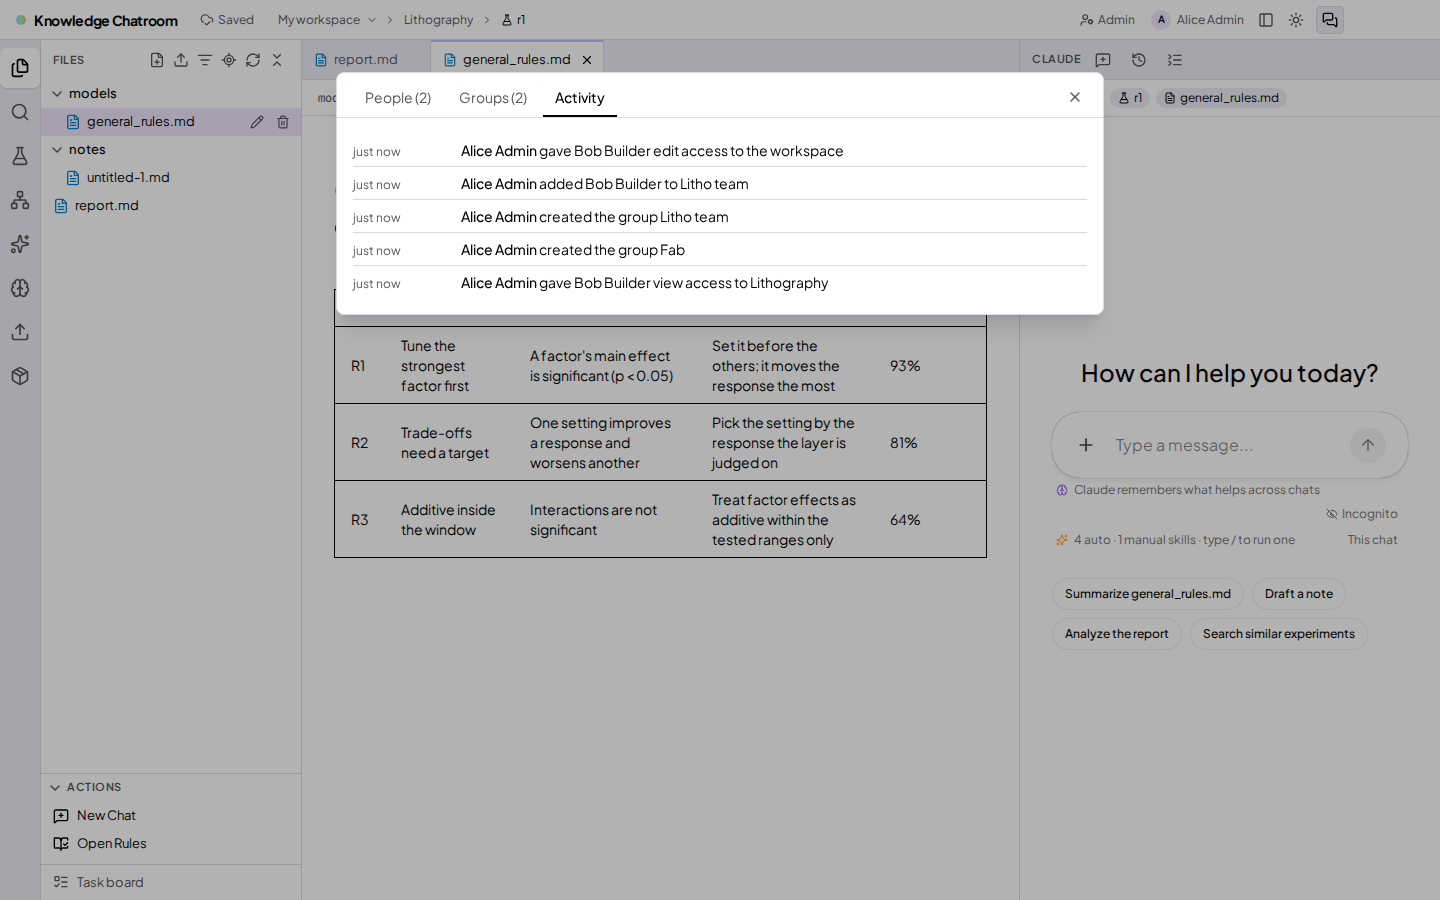 Knowledge Chatroom
Saved
My workspace
Lithography
r1
Admin
A
Alice Admin
FILES
models
general_rules.md
notes
untitled-1.md
report.md
ACTIONS
New Chat
Open Rules
Task board
report.md
general_rules.md
People (2)
Groups (2)
Activity
just now
Alice Admin gave Bob Builder edit access to the workspace
just now
Alice Admin added Bob Builder to Litho team
just now
Alice Admin created the group Litho team
just now
Alice Admin created the group Fab
just now
Alice Admin gave Bob Builder view access to Lithography
R1
Tune the
strongest
factor first
A factor's main effect
is significant (p < 0.05)
Set it before the
others; it moves the
response the most
93%
R2
Trade-offs
need a target
One setting improves
a response and
worsens another
Pick the setting by the
response the layer is
judged on
81%
R3
Additive inside
the window
Interactions are not
significant
Treat factor effects as
additive within the
tested ranges only
64%
CLAUDE
r1
general_rules.md
How can I help you today?
Type a message...
Claude remembers what helps across chats
Incognito
4 auto · 1 manual skills · type / to run one
This chat
Summarize general_rules.md
Draft a note
Analyze the report
Search similar experiments